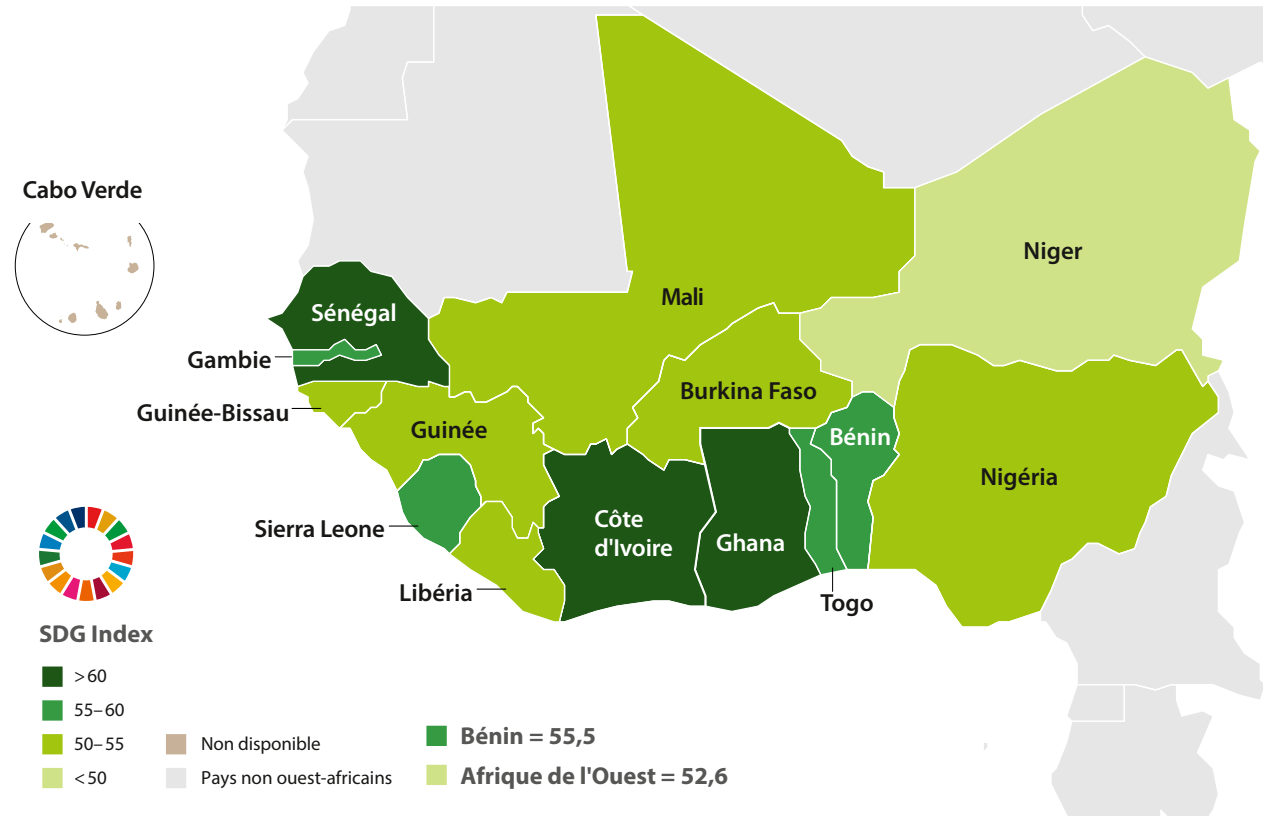 Cabo Verde
Niger
Mali
Sénégal
Gambie
Burkina Faso
Guinée-Bissau
Guinée
Bénin
Nigéria
Sierra Leone
Côte
d'Ivoire
Ghana
Libéria
Togo
SDG Index
>60
55–60
50–55
<50
Non disponible
Pays non ouest-africains
Bénin = 55,5
Afrique de l'Ouest = 52,6